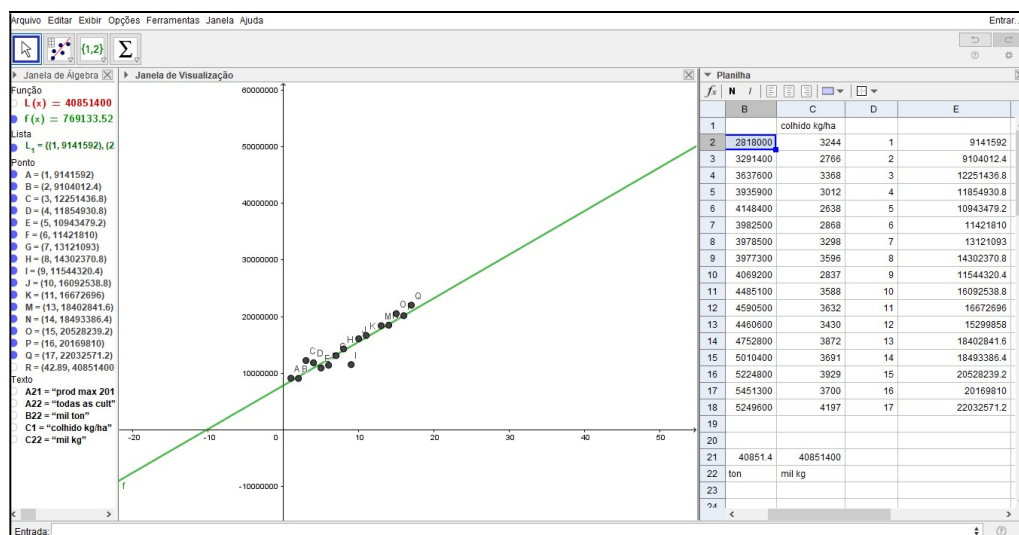 Arquivo Editar Exibir Opções Ferramentas Janela Ajuda Entrar...
{1,2} Σ
Janela de Álgebra
Função
L(x) = 40851400
f(x) = 769133.52
Lista
L1 = {(1, 9141592), (2
Ponto
A = (1, 9141592)
B = (2, 9104012.4)
C = (3, 12251436.8)
D = (4, 11854930.8)
E = (5, 10943479.2)
F = (6, 11421810)
G = (7, 13121093)
H = (8, 14302370.8)
I = (9, 11544320.4)
J = (10, 16092538.8)
K = (11, 16672696)
M = (13, 18402841.6)
N = (14, 18493386.4)
O = (15, 20528239.2)
P = (16, 20169810)
Q = (17, 22032571.2)
R = (42.89, 40851400
Texto
A21 = "prod max 201
A22 = "todas as cult"
B22 = "mil ton"
C1 = "colhido kg/ha"
C22 = "mil kg"
Janela de Visualização
60000000
50000000
40000000
30000000
20000000
10000000
-20 -10 0 10 20 30 40 50
-10000000
A B C D E H I K M O Q
f
Planilha
fx N I
B C D E
1 colhido kg/ha
2 2818000 3244 1 9141592
3 3291400 2766 2 9104012.4
4 3637600 3368 3 12251436.8
5 3935900 3012 4 11854930.8
6 4148400 2638 5 10943479.2
7 3982500 2868 6 11421810
8 3978500 3298 7 13121093
9 3977300 3596 8 14302370.8
10 4069200 2837 9 11544320.4
11 4485100 3588 10 16092538.8
12 4590500 3632 11 16672696
13 4460600 3430 12 15299858
14 4752800 3872 13 18402841.6
15 5010400 3691 14 18493386.4
16 5224800 3929 15 20528239.2
17 5451300 3700 16 20169810
18 5249600 4197 17 22032571.2
19
20
21 40851.4 40851400
22 ton mil kg
23
24
Entrada: